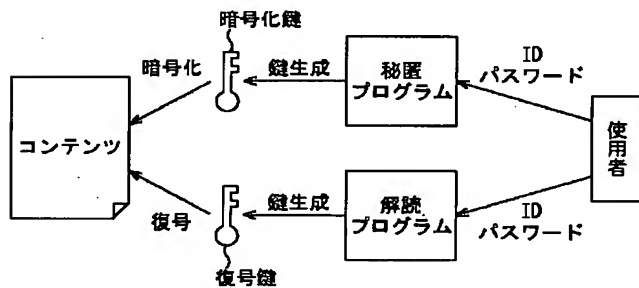 暗号化鍵
暗号化
鍵生成
秘匿
プログラム
ID
パスワード
コンテンツ
使用者
復号
鍵生成
解読
プログラム
ID
パスワード
復号鍵